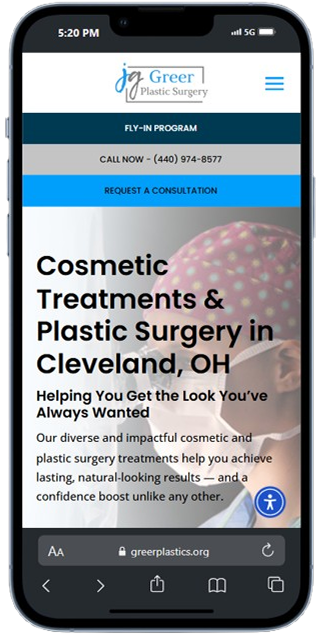 5:20 PM
5G
jg Greer
Plastic Surgery
FLY-IN PROGRAM
CALL NOW - (440) 974-8577
REQUEST A CONSULTATION
Cosmetic
Treatments &
Plastic Surgery in
Cleveland, OH
Helping You Get the Look You've
Always Wanted
Our diverse and impactful cosmetic and
plastic surgery treatments help you achieve
lasting, natural-looking results — and a
confidence boost unlike any other.
AA greerplastics.org